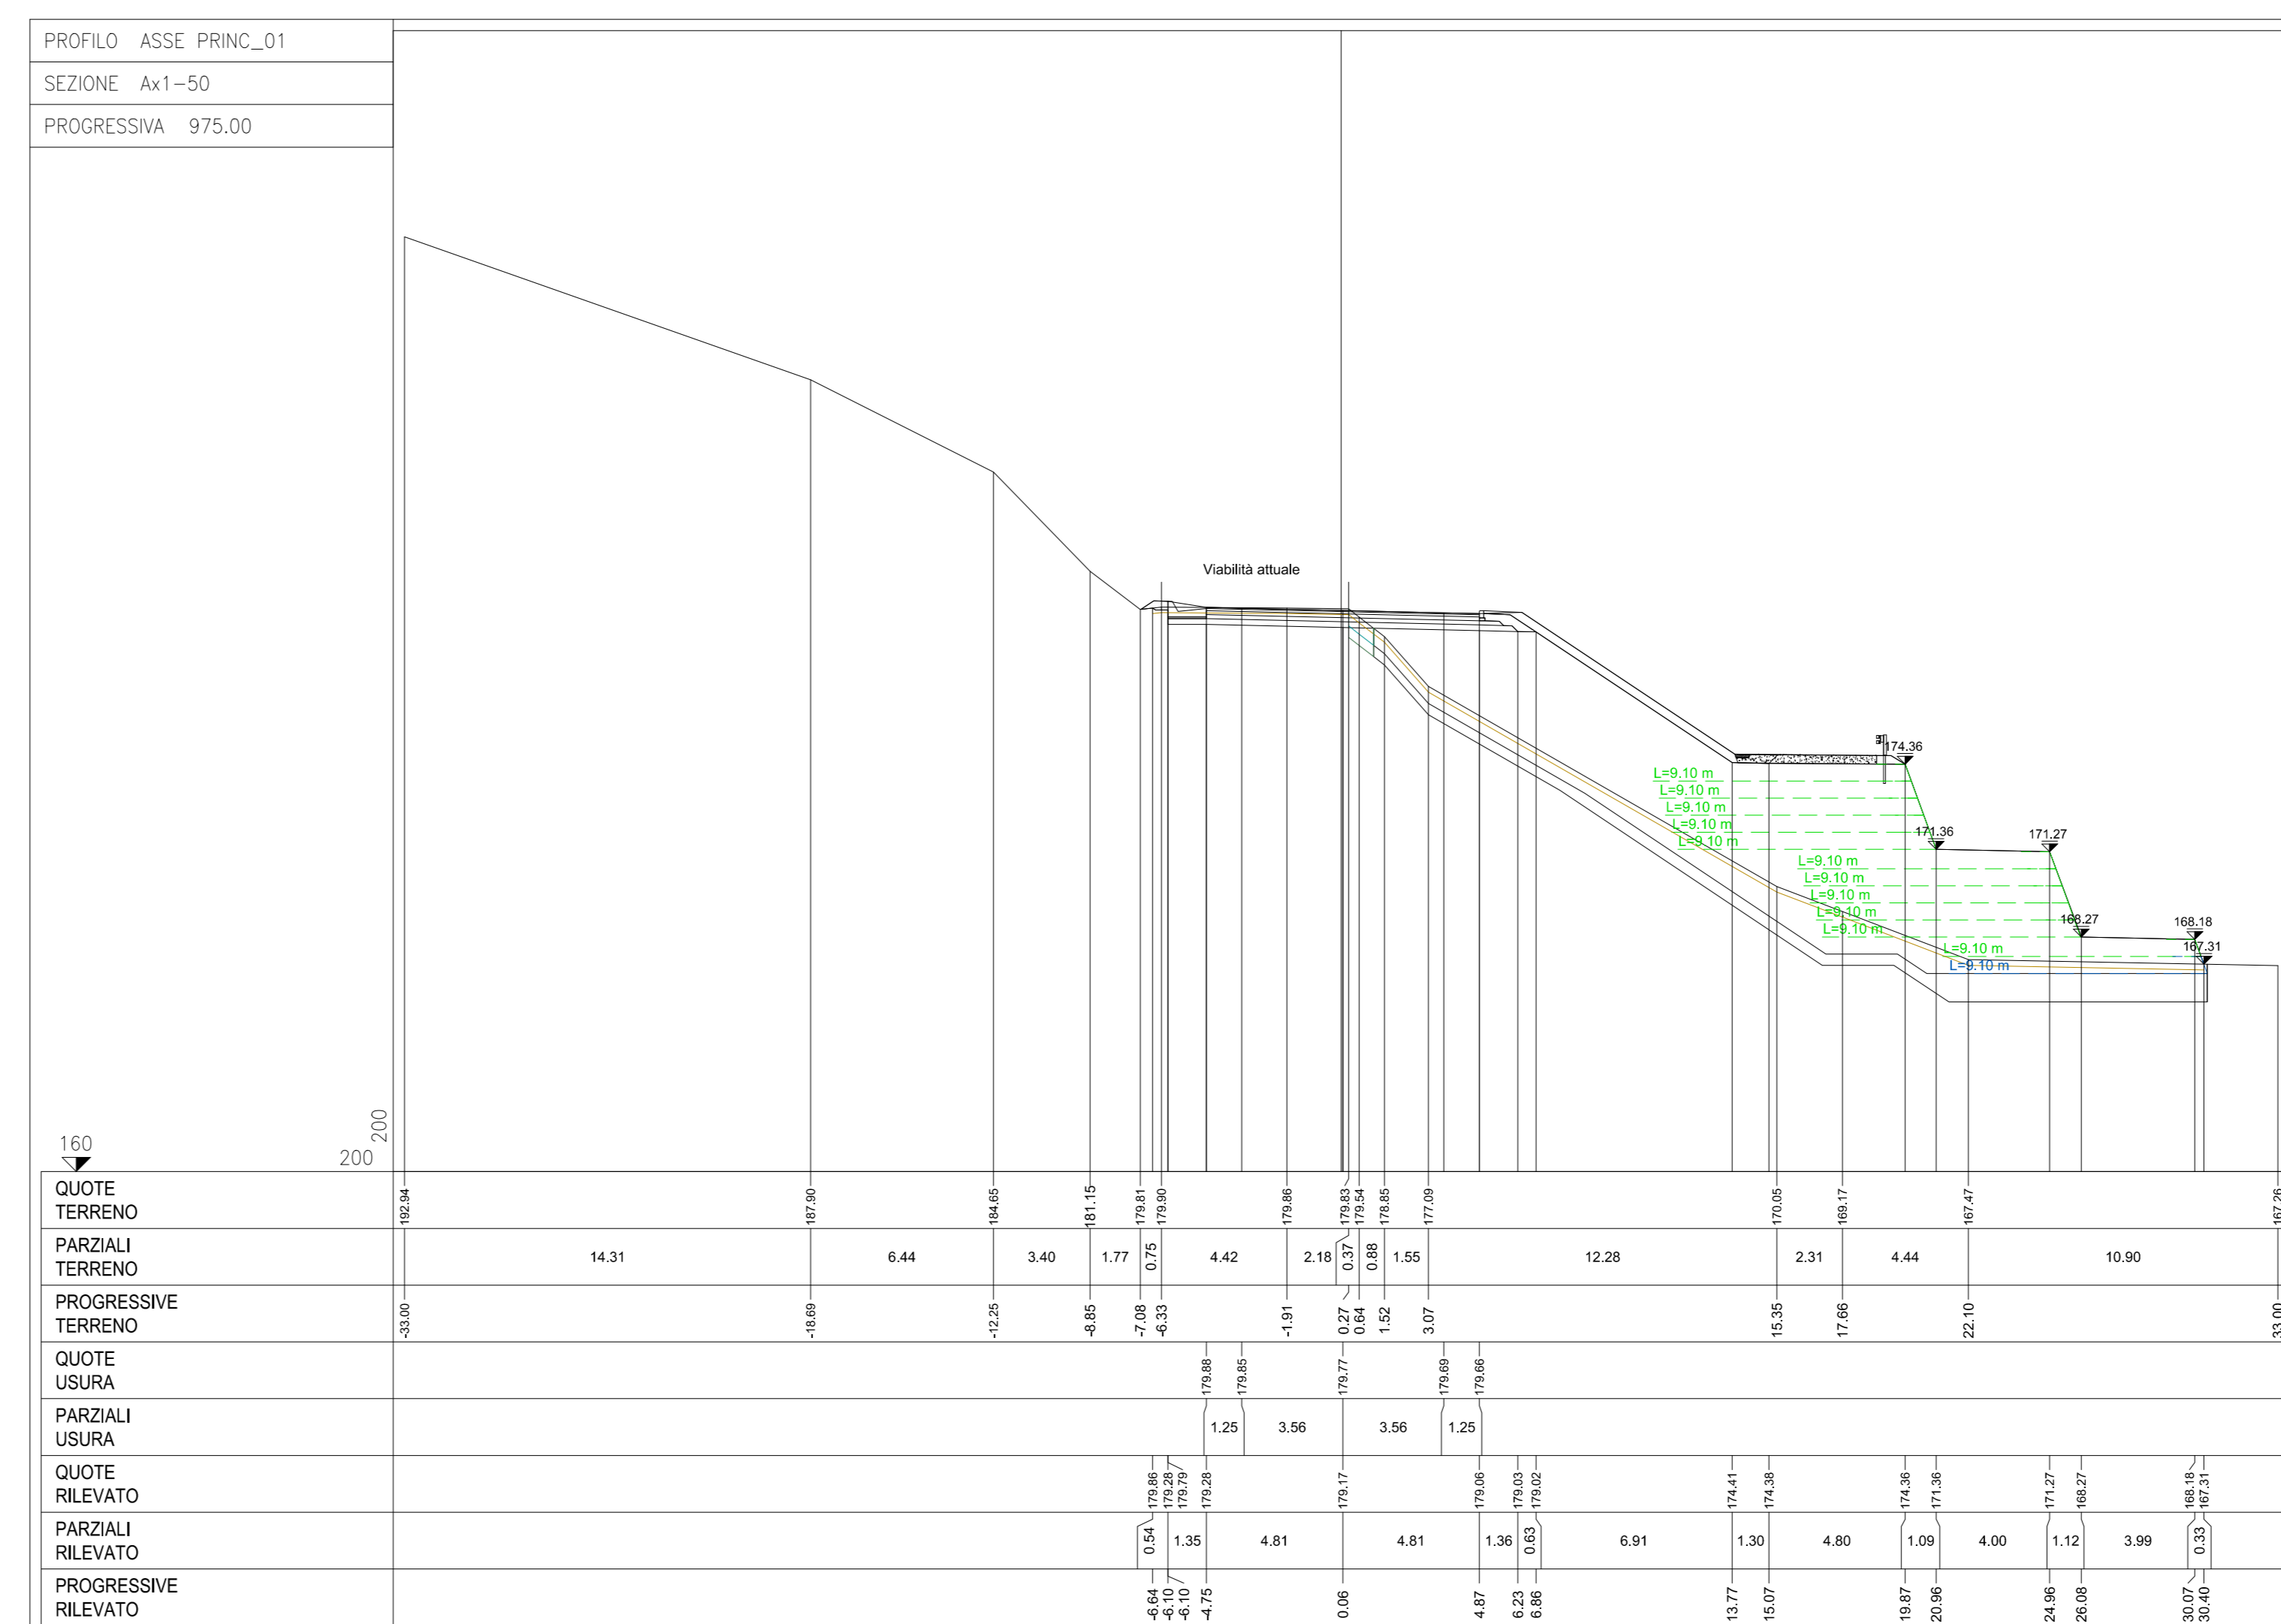 PROFILO ASSE PRINC_01
SEZIONE Ax1-50
PROGRESSIVA 975.00
Viabilità attuale
174.36
L=9.10 m
L=9.10 m
L=9.10 m
L=9.10 m
L=9.10 m
171.36
171.27
L=9.10 m
L=9.10 m
L=9.10 m
L=9.10 m
L=9.10 m
168.27
168.18
167.31
L=9.10 m
L=9.10 m
160
200
200
QUOTE
TERRENO
192.94 187.90 184.65 181.15 179.81 179.90 179.86 179.83 179.54 178.85 177.09 170.05 169.17 167.47 167.26
PARZIALI
TERRENO
14.31 6.44 3.40 1.77 0.75 4.42 2.18 0.37 0.88 1.55 12.28 2.31 4.44 10.90
PROGRESSIVE
TERRENO
-33.00 -18.69 -12.25 -8.85 -7.08 -6.33 -1.91 0.27 0.64 1.52 3.07 15.35 17.66 22.10 33.00
QUOTE
USURA
179.88 179.85 179.77 179.69 179.66
PARZIALI
USURA
1.25 3.56 3.56 1.25
QUOTE
RILEVATO
179.86 179.28 179.79 179.28 179.17 179.06 179.03 179.02 174.41 174.38 174.36 171.36 171.27 168.27 168.18 167.31
PARZIALI
RILEVATO
0.54 1.35 4.81 4.81 1.36 0.63 6.91 1.30 4.80 1.09 4.00 1.12 3.99 0.33
PROGRESSIVE
RILEVATO
-6.64 -6.10 -6.10 -4.75 0.06 4.87 6.23 6.86 13.77 15.07 19.87 20.96 24.96 26.08 30.07 30.40